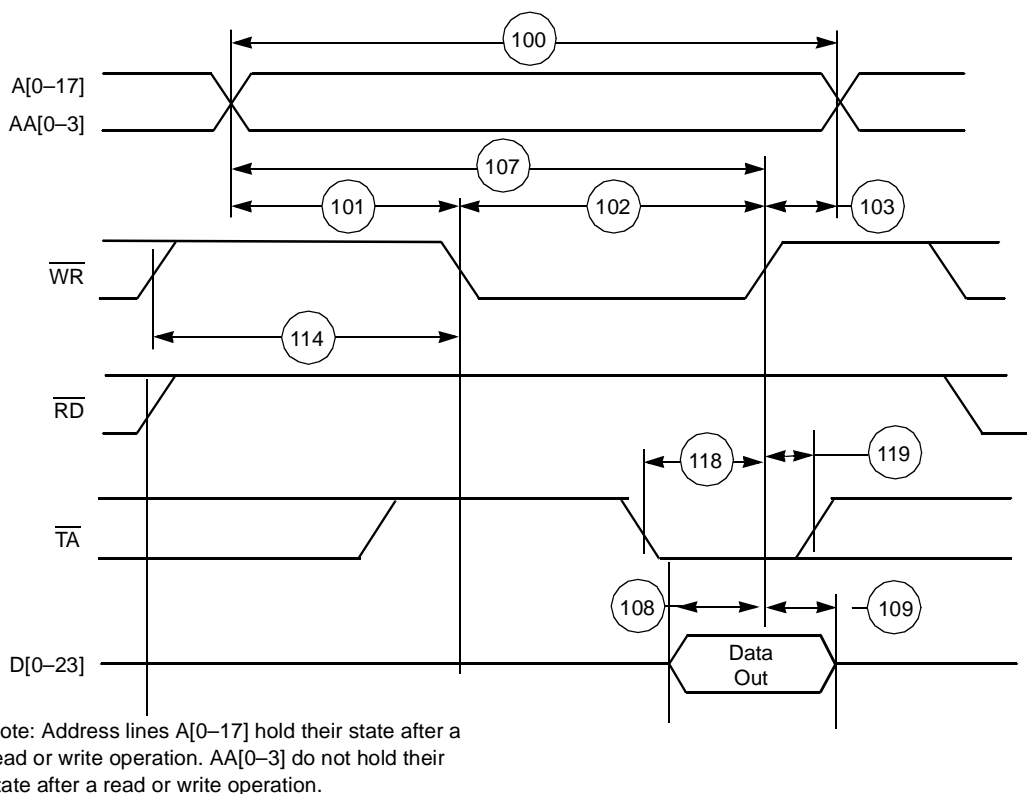 100
A[0–17]
AA[0–3]
107
101
102
103
WR
114
RD
118
119
TA
108
109
D[0–23]
Data
Out
ote: Address lines A[0–17] hold their state after a
ead or write operation. AA[0–3] do not hold their
tate after a read or write operation.